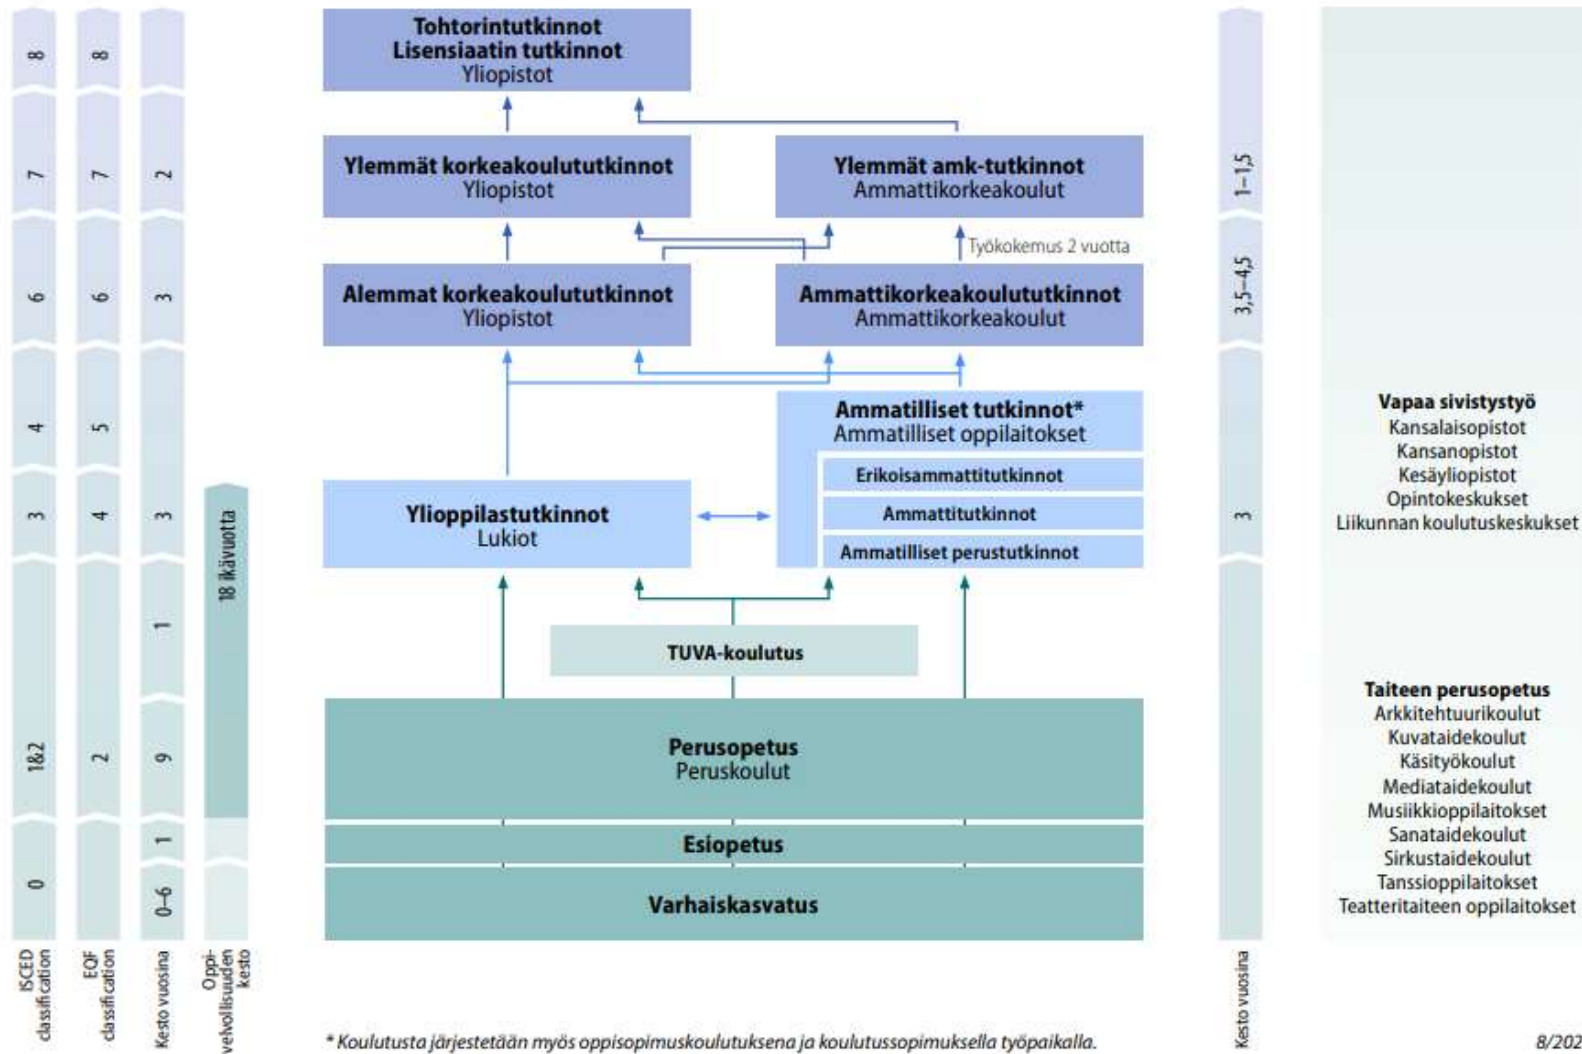 Tohtorintutkinnot
Lisensiaatin tutkinnot
Yliopistot
Ylemmät korkeakoulututkinnot
Yliopistot
Ylemmät amk-tutkinnot
Ammattikorkeakoulut
Työkokemus 2 vuotta
Alemmat korkeakoulututkinnot
Yliopistot
Ammattikorkeakoulututkinnot
Ammattikorkeakoulut
Ammatilliset tutkinnot*
Ammatilliset oppilaitokset
Erikoisammattitutkinnot
Ammattitutkinnot
Ammatilliset perustutkinnot
Ylioppilastutkinnot
Lukiot
TUVA-koulutus
Perusopetus
Peruskoulut
Esiopetus
Varhaiskasvatus
8
7
6
4
3
1&2
0
ISCED
classification
8
7
6
5
4
2
EQF
classification
2
3
3
1
9
1
0–6
Kesto vuosina
18 ikävuotta
Oppi-
velvollisuuden
kesto
1–1,5
3,5–4,5
3
Kesto vuosina
Vapaa sivistystyö
Kansalaisopistot
Kansanopistot
Kesäyliopistot
Opintokeskukset
Liikunnan koulutuskeskukset
Taiteen perusopetus
Arkkitehtuurikoulut
Kuvataidekoulut
Käsityökoulut
Mediataidekoulut
Musiikkioppilaitokset
Sanataidekoulut
Sirkustaidekoulut
Tanssioppilaitokset
Teatteritaiteen oppilaitokset
* Koulutusta järjestetään myös oppisopimuskoulutuksena ja koulutussopimuksella työpaikalla.
8/202